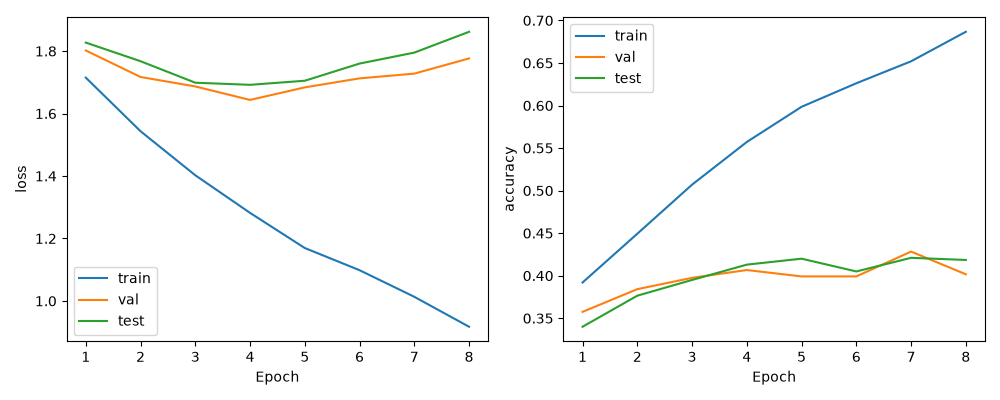 1.8
1.6
1.4
1.2
1.0
loss
train
val
test
1 2 3 4 5 6 7 8
Epoch
0.70
0.65
0.60
0.55
0.50
0.45
0.40
0.35
accuracy
train
val
test
1 2 3 4 5 6 7 8
Epoch